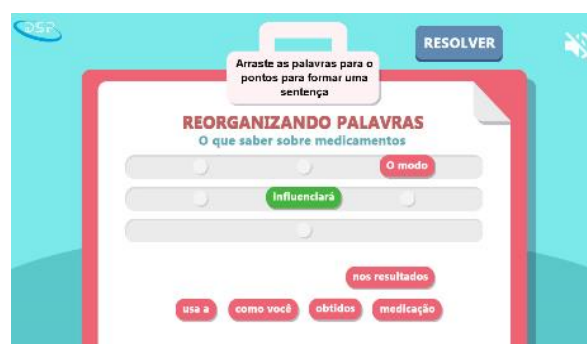 DSP
RESOLVER
Arraste as palavras para o
pontos para formar uma
sentença
REORGANIZANDO PALAVRAS
O que saber sobre medicamentos
O modo
influenciará
nos resultados
usa a como você obtidos medicação